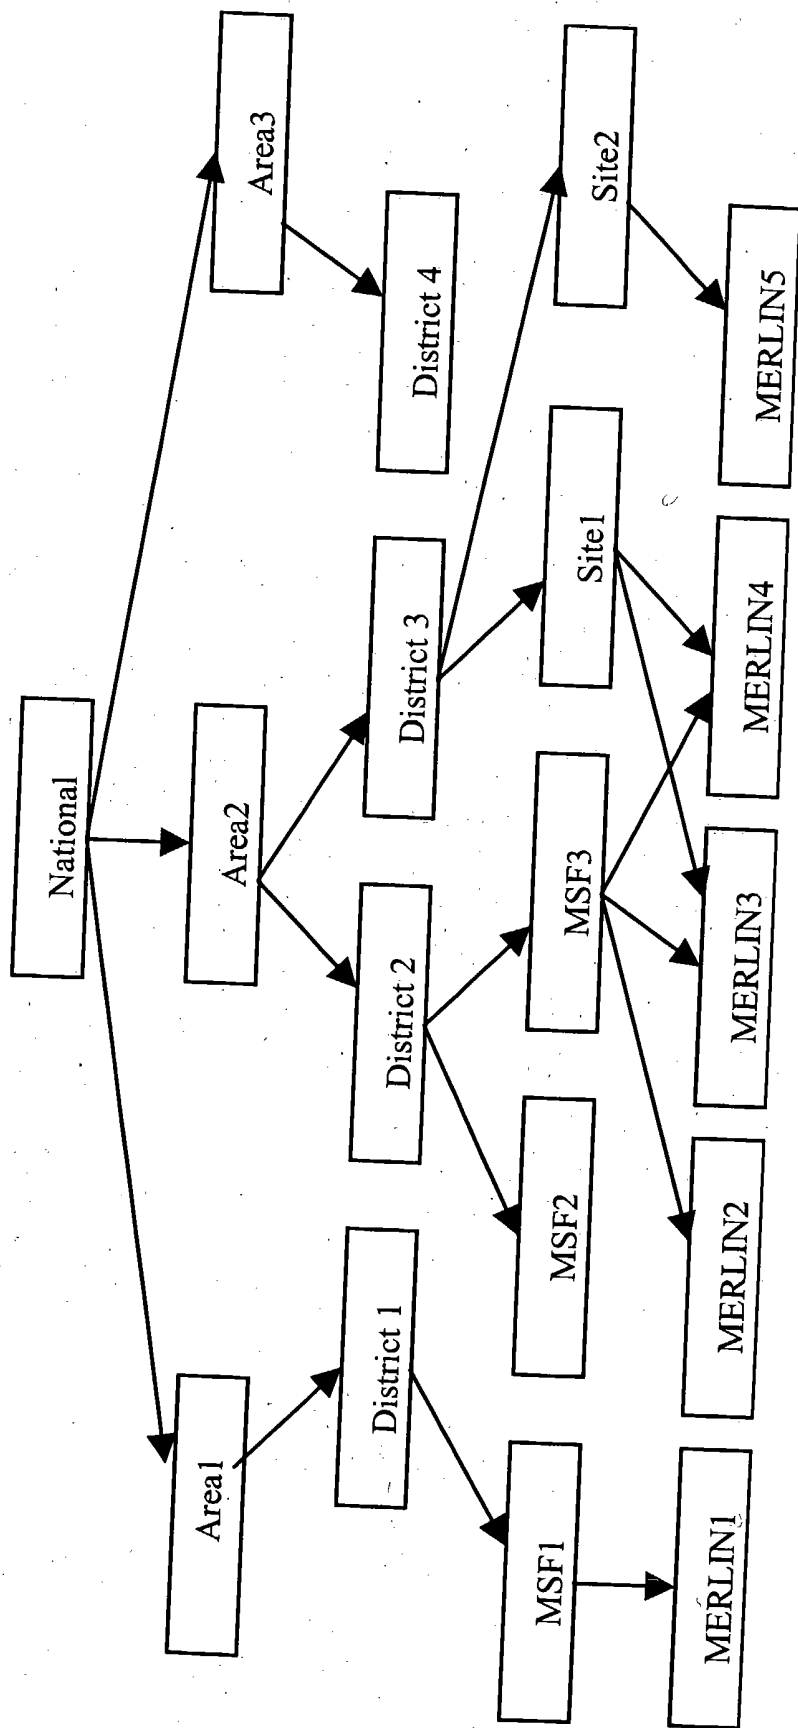 National
Area1
Area2
Area3
District 1
District 2
District 3
District 4
MSF1
MSF2
MSF3
Site1
Site2
MERLIN1
MERLIN2
MERLIN3
MERLIN4
MERLIN5